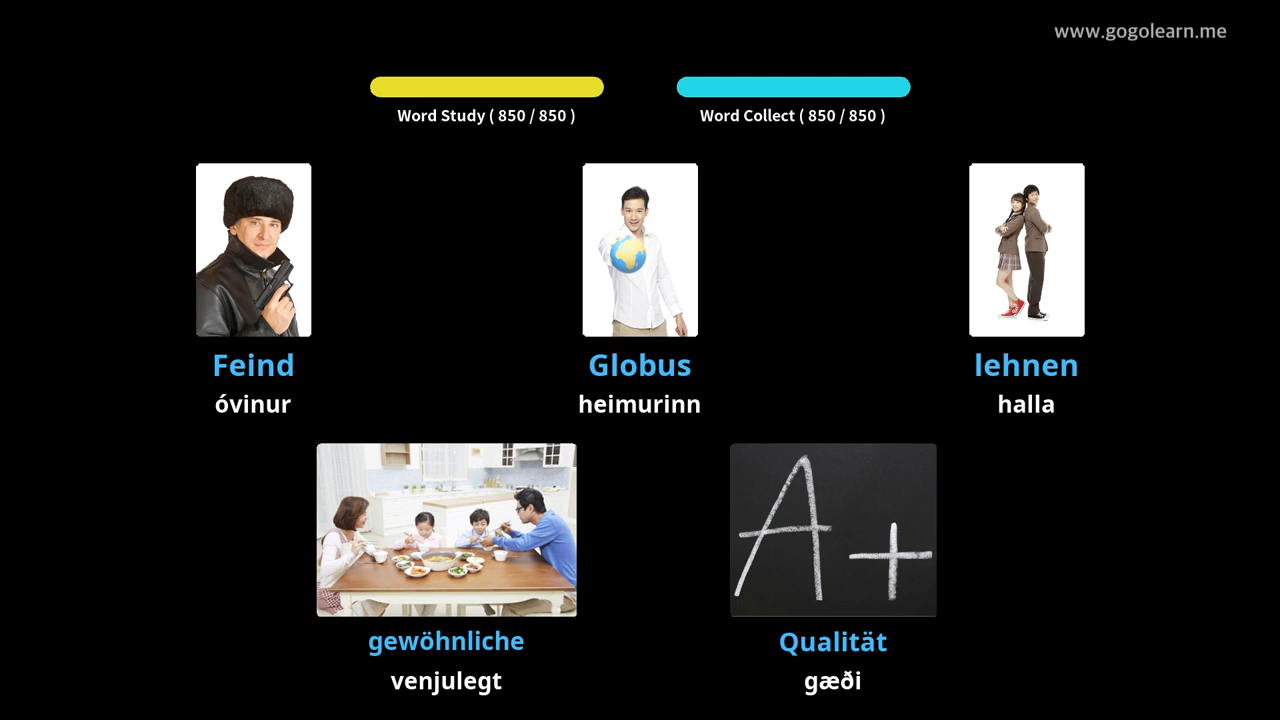 www.gogolearn.me
Word Study ( 850 / 850 )
Word Collect ( 850 / 850 )
Feind
Globus
lehnen
óvinur
heimurinn
halla
A+
gewöhnliche
Qualität
venjulegt
gæði